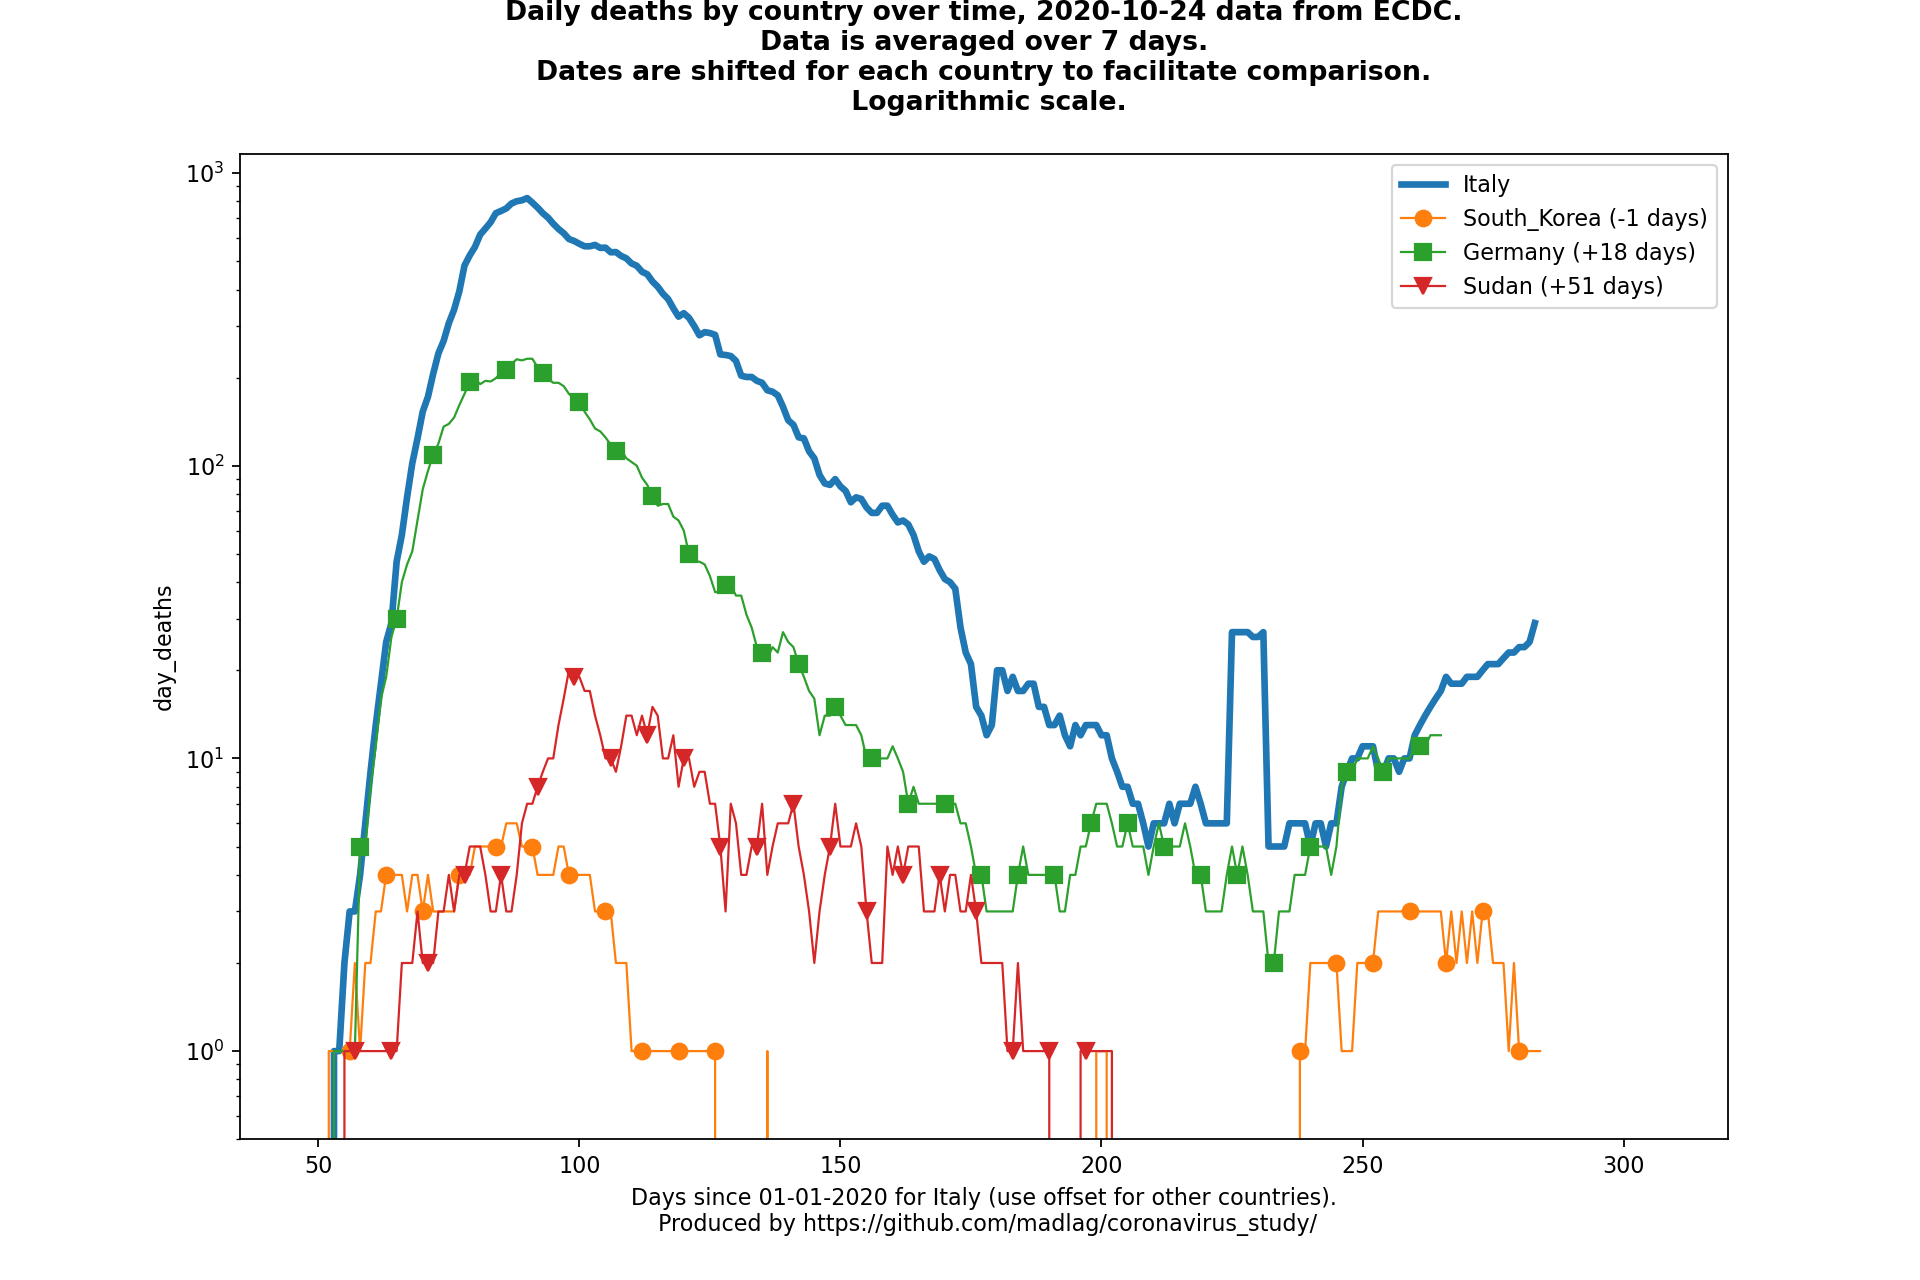 Daily deaths by country over time, 2020-10-24 data from ECDC.
Data is averaged over 7 days.
Dates are shifted for each country to facilitate comparison.
Logarithmic scale.
10³
10²
10¹
10⁰
day_deaths
Italy
South_Korea (-1 days)
Germany (+18 days)
Sudan (+51 days)
50 100 150 200 250 300
Days since 01-01-2020 for Italy (use offset for other countries).
Produced by https://github.com/madlag/coronavirus_study/